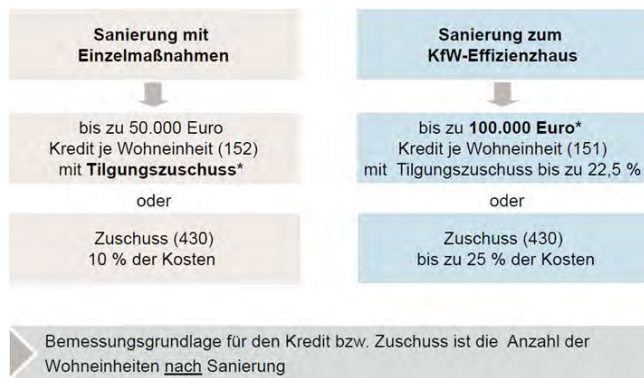 Sanierung mit
Einzelmaßnahmen
bis zu 50.000 Euro
Kredit je Wohneinheit (152)
mit Tilgungszuschuss*
oder
Zuschuss (430)
10 % der Kosten
Sanierung zum
KfW-Effizienzhaus
bis zu 100.000 Euro*
Kredit je Wohneinheit (151)
mit Tilgungszuschuss bis zu 22,5 %
oder
Zuschuss (430)
bis zu 25 % der Kosten
Bemessungsgrundlage für den Kredit bzw. Zuschuss ist die Anzahl der
Wohneinheiten nach Sanierung